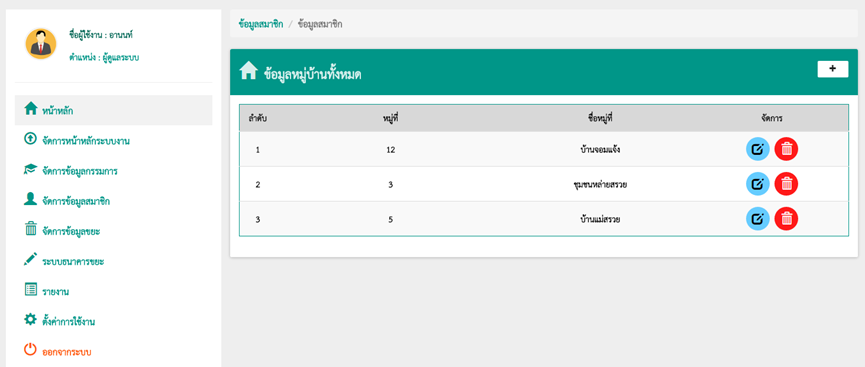 ชื่อผู้ใช้งาน : อานนท์
ตำแหน่ง : ผู้ดูแลระบบ
หน้าหลัก
จัดการหน้าหลักระบบงาน
จัดการข้อมูลกรรมการ
จัดการข้อมูลสมาชิก
จัดการข้อมูลขยะ
ระบบธนาคารขยะ
รายงาน
ตั้งค่าการใช้งาน
ออกจากระบบ
ข้อมูลสมาชิก / ข้อมูลสมาชิก
ข้อมูลหมู่บ้านทั้งหมด +
ลำดับ หมู่ที่ ชื่อหมู่ที่ จัดการ
1 12 บ้านจอมแจ้ง
2 3 ชุมชนหล่ายสรวย
3 5 บ้านแม่สรวย